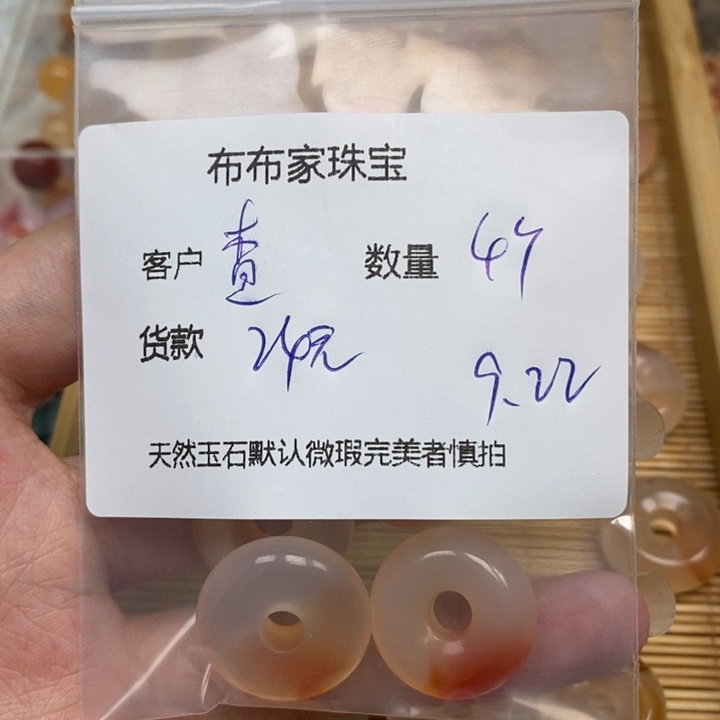 布布家珠宝
客户 查 数量 4个
货款 24元
9.22
天然玉石默认微瑕完美者慎拍